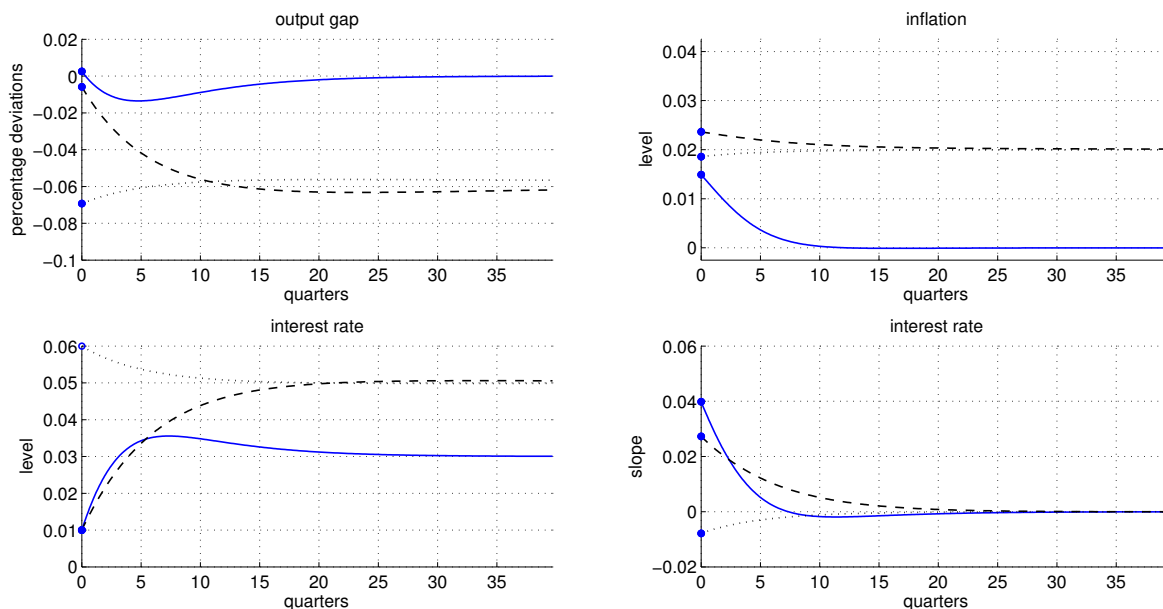 output gap
percentage deviations
0.02
0
−0.02
−0.04
−0.06
−0.08
−0.1
0 5 10 15 20 25 30 35
quarters
inflation
level
0.04
0.03
0.02
0.01
0
0 5 10 15 20 25 30 35
quarters
interest rate
level
0.06
0.05
0.04
0.03
0.02
0.01
0
0 5 10 15 20 25 30 35
quarters
interest rate
slope
0.06
0.04
0.02
0
−0.02
0 5 10 15 20 25 30 35
quarters